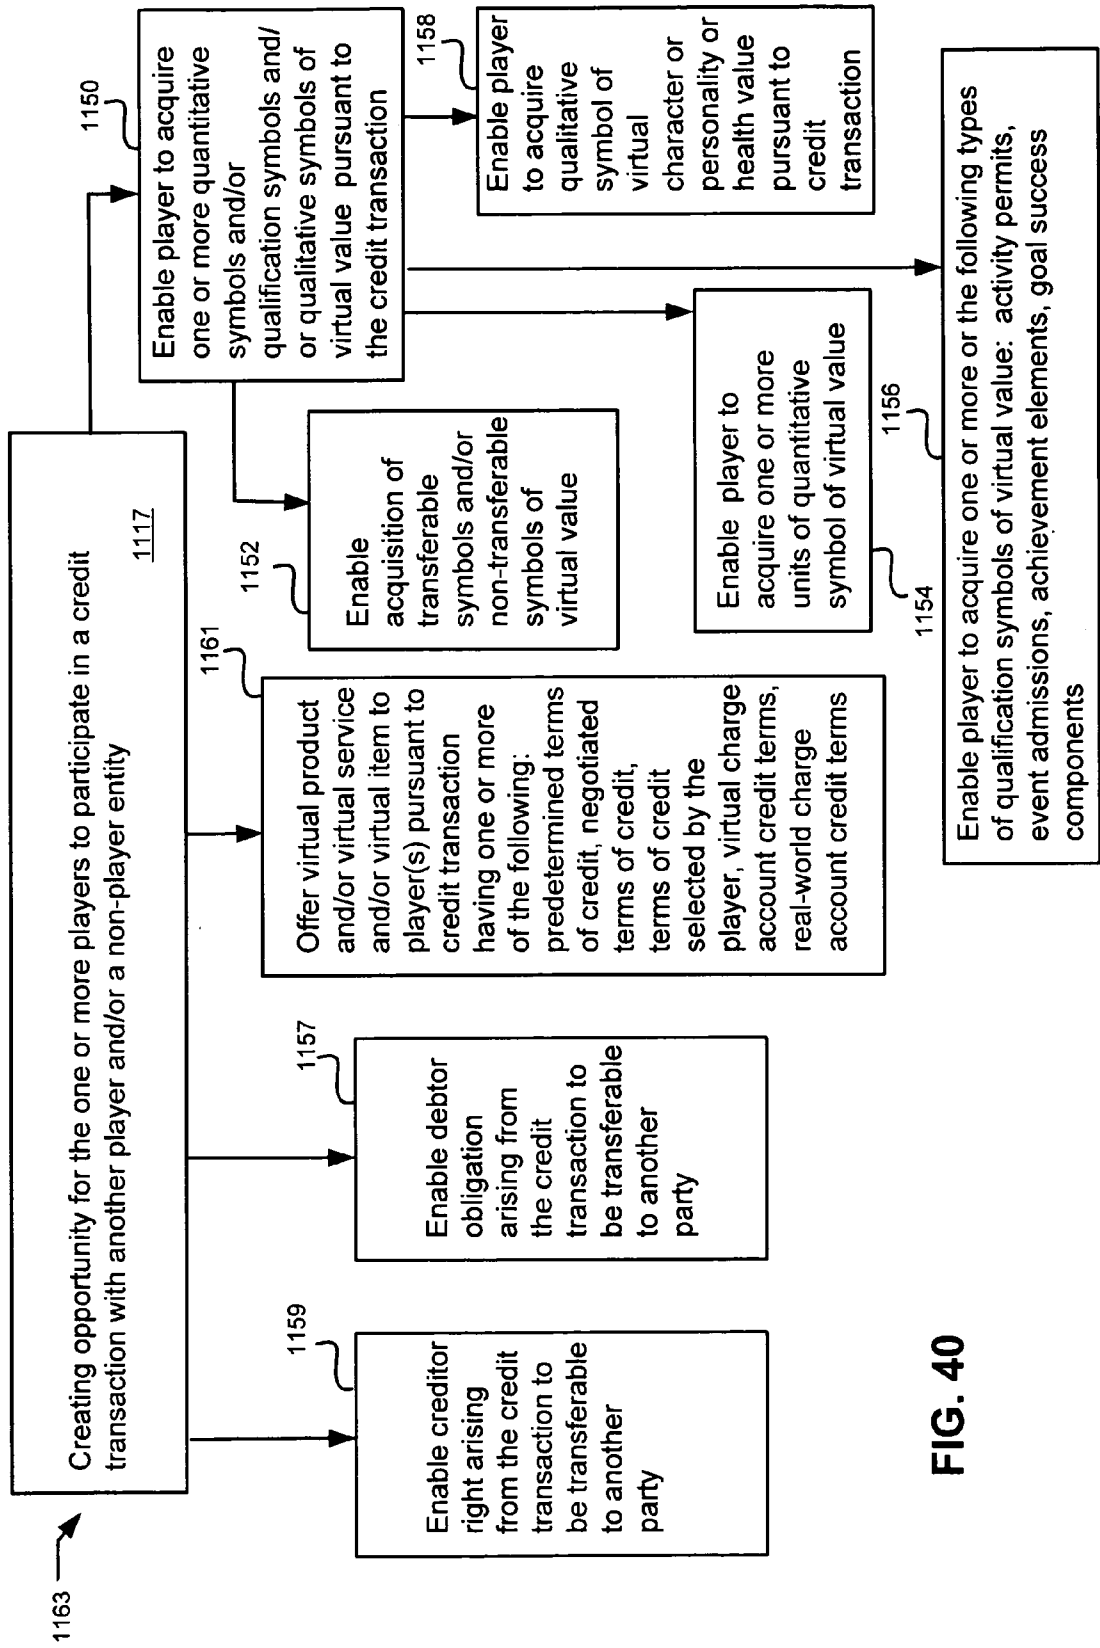 1163
Creating opportunity for the one or more players to participate in a credit
transaction with another player and/or a non-player entity
1117
1159
Enable creditor
right arising
from the credit
transaction to
be transferable
to another
party
1157
Enable debtor
obligation
arising from
the credit
transaction to
be transferable
to another
party
1161
Offer virtual product
and/or virtual service
and/or virtual item to
player(s) pursuant to
credit transaction
having one or more
of the following:
predetermined terms
of credit, negotiated
terms of credit,
terms of credit
selected by the
player, virtual charge
account credit terms,
real-world charge
account credit terms
1150
Enable player to acquire
one or more quantitative
symbols and/or
qualification symbols and/
or qualitative symbols of
virtual value pursuant to
the credit transaction
1152
Enable
acquisition of
transferable
symbols and/or
non-transferable
symbols of
virtual value
1154
Enable player to
acquire one or more
units of quantitative
symbol of virtual value
1158
Enable player
to acquire
qualitative
symbol of
virtual
character or
personality or
health value
pursuant to
credit
transaction
1156
Enable player to acquire one or more or the following types
of qualification symbols of virtual value: activity permits,
event admissions, achievement elements, goal success
components
FIG. 40